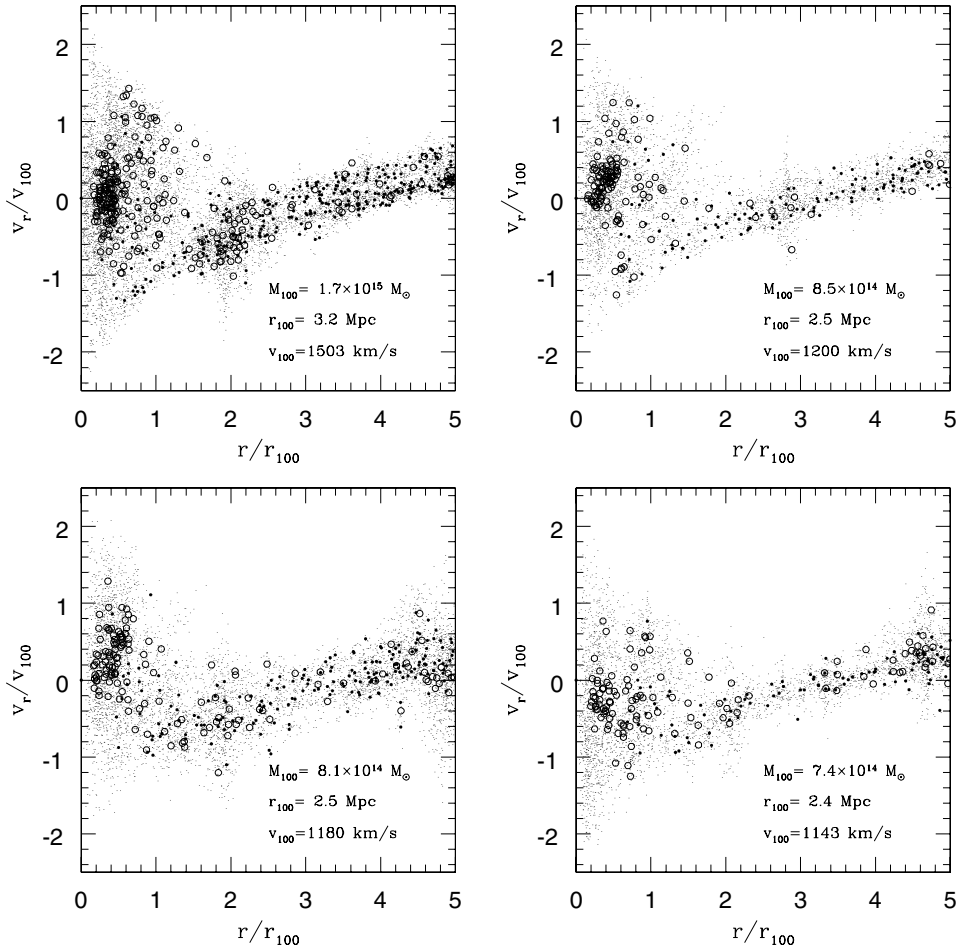 2
1
0
-1
-2
v_r/v_100
M_100= 1.7×10^15 M_⊙
r_100= 3.2 Mpc
v_100=1503 km/s
0 1 2 3 4 5
r/r_100
2
1
0
-1
-2
v_r/v_100
M_100= 8.5×10^14 M_⊙
r_100= 2.5 Mpc
v_100=1200 km/s
0 1 2 3 4 5
r/r_100
2
1
0
-1
-2
v_r/v_100
M_100= 8.1×10^14 M_⊙
r_100= 2.5 Mpc
v_100=1180 km/s
0 1 2 3 4 5
r/r_100
2
1
0
-1
-2
v_r/v_100
M_100= 7.4×10^14 M_⊙
r_100= 2.4 Mpc
v_100=1143 km/s
0 1 2 3 4 5
r/r_100